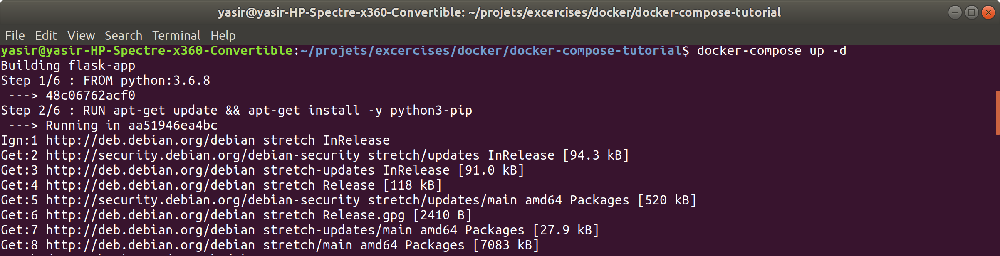 yasir@yasir-HP-Spectre-x360-Convertible: ~/projets/excercises/docker/docker-compose-tutorial
File Edit View Search Terminal Help
yasir@yasir-HP-Spectre-x360-Convertible:~/projets/excercises/docker/docker-compose-tutorial$ docker-compose up -d
Building flask-app
Step 1/6 : FROM python:3.6.8
 ---> 48c06762acf0
Step 2/6 : RUN apt-get update && apt-get install -y python3-pip
 ---> Running in aa51946ea4bc
Ign:1 http://deb.debian.org/debian stretch InRelease
Get:2 http://security.debian.org/debian-security stretch/updates InRelease [94.3 kB]
Get:3 http://deb.debian.org/debian stretch-updates InRelease [91.0 kB]
Get:4 http://deb.debian.org/debian stretch Release [118 kB]
Get:5 http://security.debian.org/debian-security stretch/updates/main amd64 Packages [520 kB]
Get:6 http://deb.debian.org/debian stretch Release.gpg [2410 B]
Get:7 http://deb.debian.org/debian stretch-updates/main amd64 Packages [27.9 kB]
Get:8 http://deb.debian.org/debian stretch/main amd64 Packages [7083 kB]